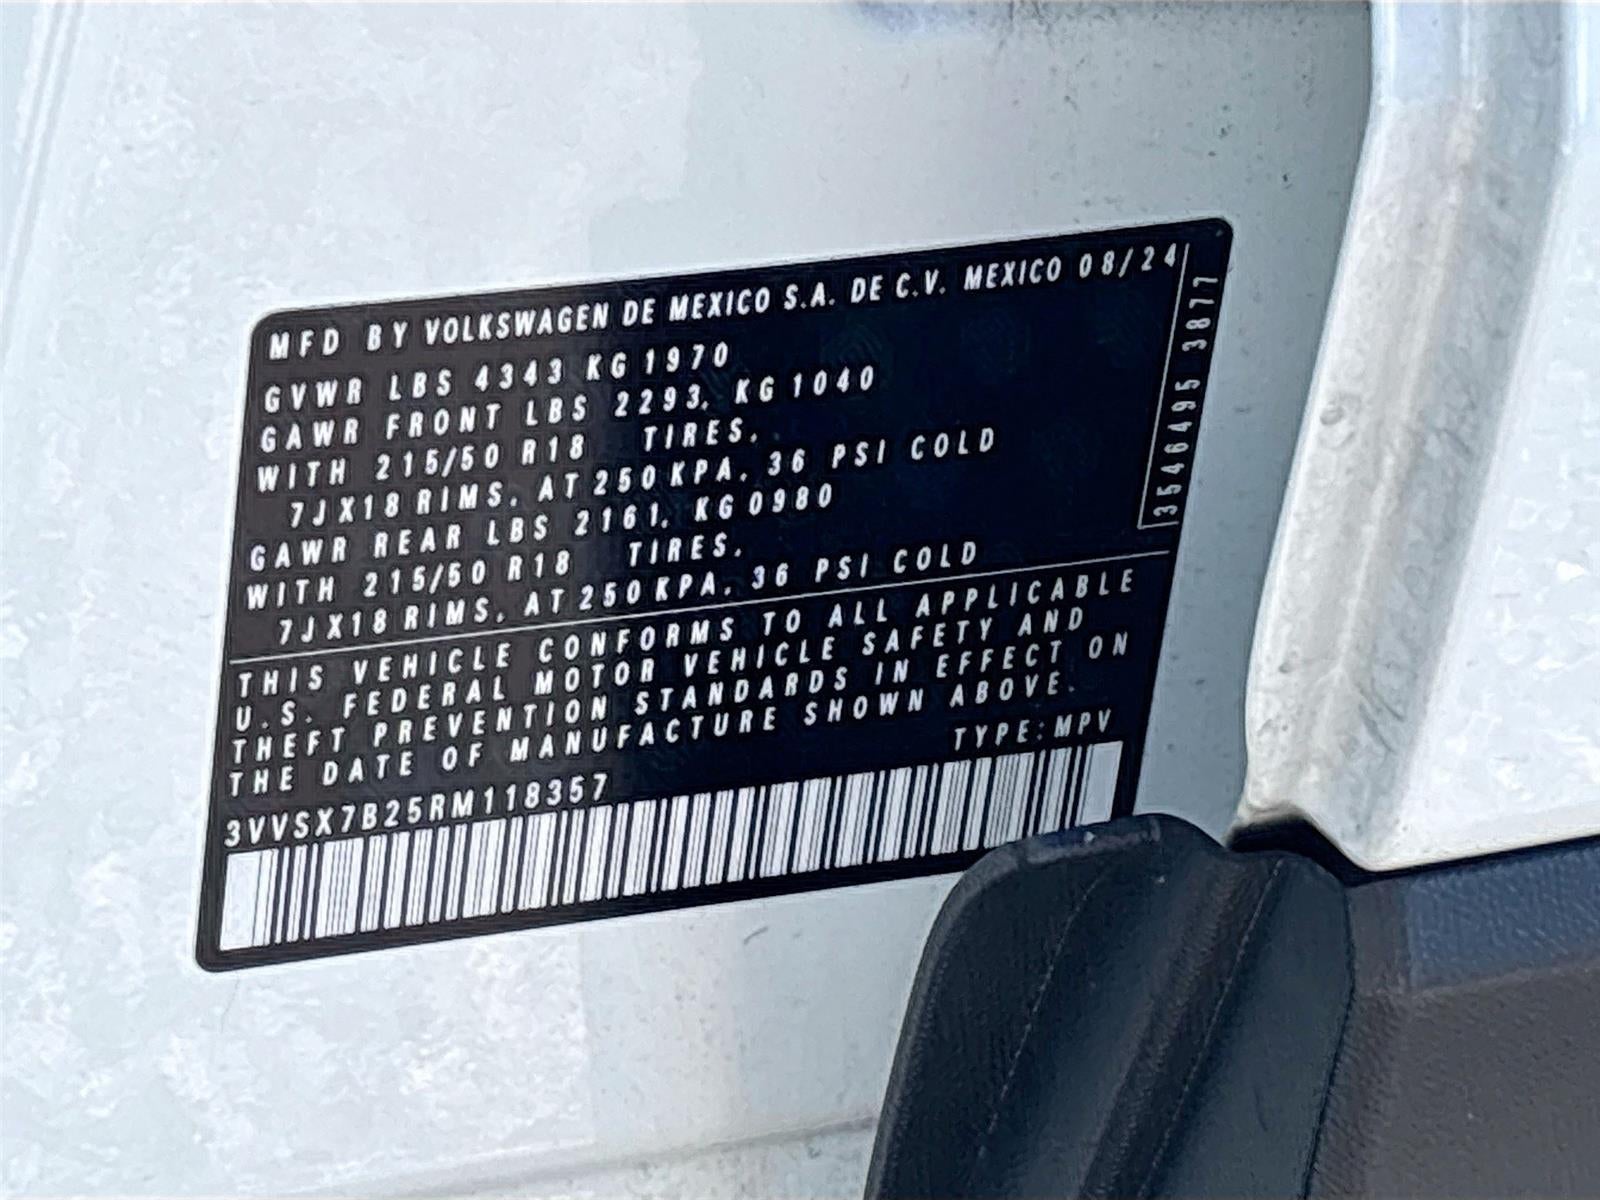 MFD BY VOLKSWAGEN DE MEXICO S.A. DE C.V. MEXICO 08/24
GVWR LBS 4343 KG 1970
GAWR FRONT LBS 2293, KG 1040
WITH 215/50 R18 TIRES,
7JX18 RIMS, AT 250 KPA, 36 PSI COLD
GAWR REAR LBS 2161, KG 0980
WITH 215/50 R18 TIRES,
7JX18 RIMS, AT 250 KPA, 36 PSI COLD
3546495 3877
THIS VEHICLE CONFORMS TO ALL APPLICABLE
U.S. FEDERAL MOTOR VEHICLE SAFETY AND
THEFT PREVENTION STANDARDS IN EFFECT ON
THE DATE OF MANUFACTURE SHOWN ABOVE.
TYPE: MPV
3VVSX7B25RM118357